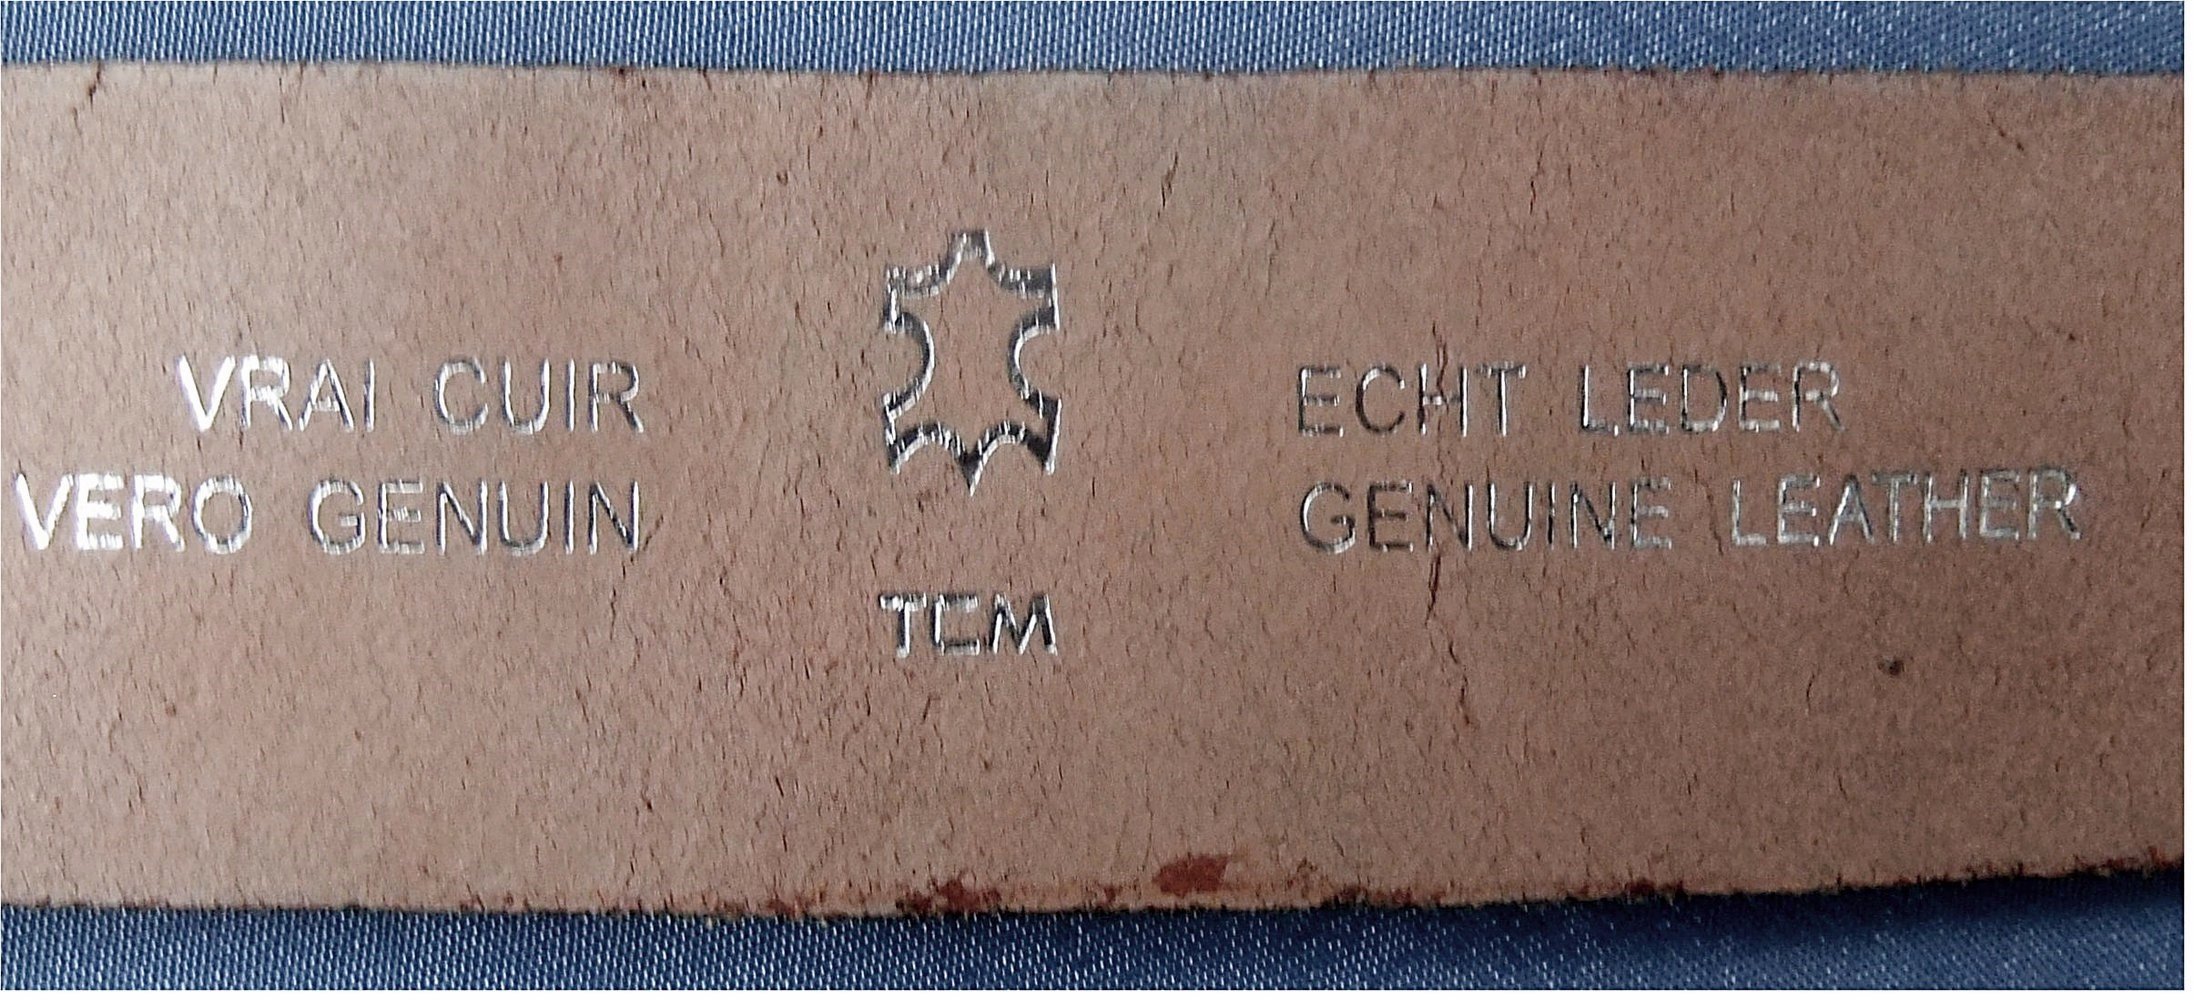 VRAI CUIR
VERO GENUIN
TCM
ECHT LEDER
GENUINE LEATHER